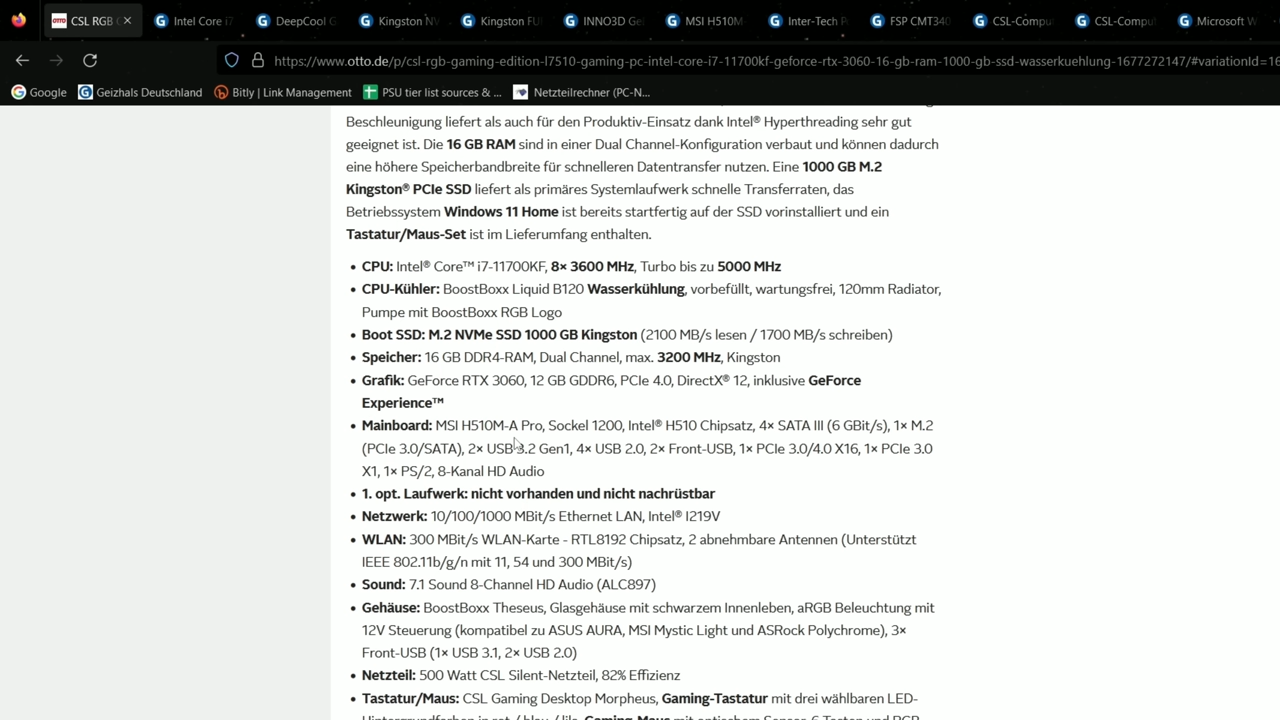 CSL RGB G
Intel Core i7
DeepCool G
Kingston NV
Kingston FU
INNO3D Ge
MSI H510M-
Inter-Tech
FSP CMT340
CSL-Compu
CSL-Compu
Microsoft W
https://www.otto.de/p/csl-rgb-gaming-edition-l7510-gaming-pc-intel-core-i7-11700kf-geforce-rtx-3060-16-gb-ram-1000-gb-ssd-wasserkuehlung-1677272147/#variationId=16
Google Geizhals Deutschland Bitly | Link Management PSU tier list sources & ... Netzteilrechner (PC-N...
Beschleunigung liefert als auch für den Produktiv-Einsatz dank Intel® Hyperthreading sehr gut
geeignet ist. Die 16 GB RAM sind in einer Dual Channel-Konfiguration verbaut und können dadurch
eine höhere Speicherbandbreite für schnelleren Datentransfer nutzen. Eine 1000 GB M.2
Kingston® PCIe SSD liefert als primäres Systemlaufwerk schnelle Transferraten, das
Betriebssystem Windows 11 Home ist bereits startfertig auf der SSD vorinstalliert und ein
Tastatur/Maus-Set ist im Lieferumfang enthalten.
• CPU: Intel® Core™ i7-11700KF, 8× 3600 MHz, Turbo bis zu 5000 MHz
• CPU-Kühler: BoostBoxx Liquid B120 Wasserkühlung, vorbefüllt, wartungsfrei, 120mm Radiator,
Pumpe mit BoostBoxx RGB Logo
• Boot SSD: M.2 NVMe SSD 1000 GB Kingston (2100 MB/s lesen / 1700 MB/s schreiben)
• Speicher: 16 GB DDR4-RAM, Dual Channel, max. 3200 MHz, Kingston
• Grafik: GeForce RTX 3060, 12 GB GDDR6, PCIe 4.0, DirectX® 12, inklusive GeForce
Experience™
• Mainboard: MSI H510M-A Pro, Sockel 1200, Intel® H510 Chipsatz, 4× SATA III (6 GBit/s), 1× M.2
(PCIe 3.0/SATA), 2× USB 3.2 Gen1, 4× USB 2.0, 2× Front-USB, 1× PCIe 3.0/4.0 X16, 1× PCIe 3.0
X1, 1× PS/2, 8-Kanal HD Audio
• 1. opt. Laufwerk: nicht vorhanden und nicht nachrüstbar
• Netzwerk: 10/100/1000 MBit/s Ethernet LAN, Intel® I219V
• WLAN: 300 MBit/s WLAN-Karte - RTL8192 Chipsatz, 2 abnehmbare Antennen (Unterstützt
IEEE 802.11b/g/n mit 11, 54 und 300 MBit/s)
• Sound: 7.1 Sound 8-Channel HD Audio (ALC897)
• Gehäuse: BoostBoxx Theseus, Glasgehäuse mit schwarzem Innenleben, aRGB Beleuchtung mit
12V Steuerung (kompatibel zu ASUS AURA, MSI Mystic Light und ASRock Polychrome), 3×
Front-USB (1× USB 3.1, 2× USB 2.0)
• Netzteil: 500 Watt CSL Silent-Netzteil, 82% Effizienz
• Tastatur/Maus: CSL Gaming Desktop Morpheus, Gaming-Tastatur mit drei wählbaren LED-
Hintergrundfarben in rot / blau / lila, Gaming-Maus mit optischem Sensor, 6 Tasten und RGB